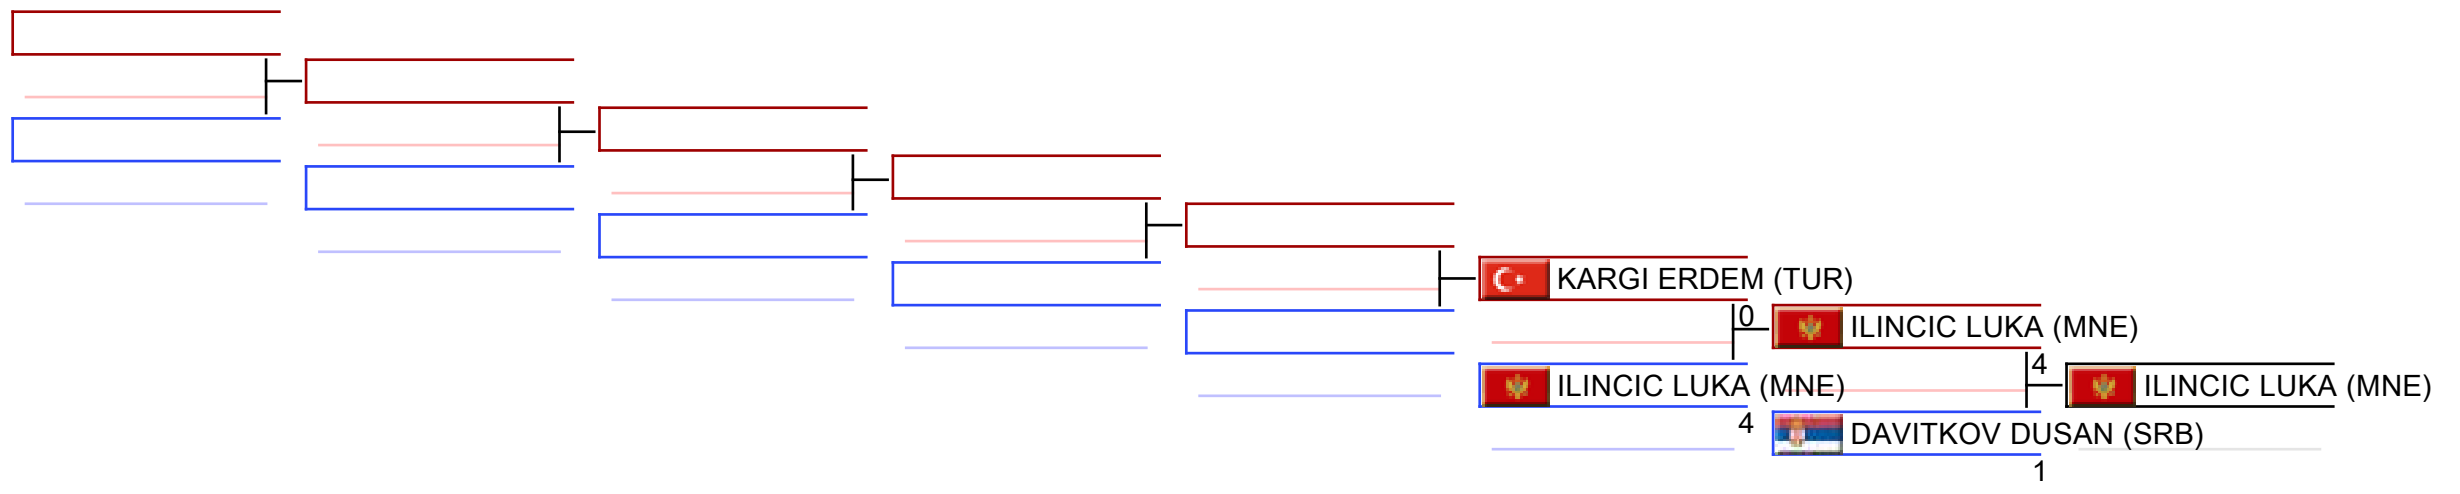 KARGI ERDEM (TUR)
0
ILINCIC LUKA (MNE)
4
ILINCIC LUKA (MNE)
4
ILINCIC LUKA (MNE)
DAVITKOV DUSAN (SRB)
1